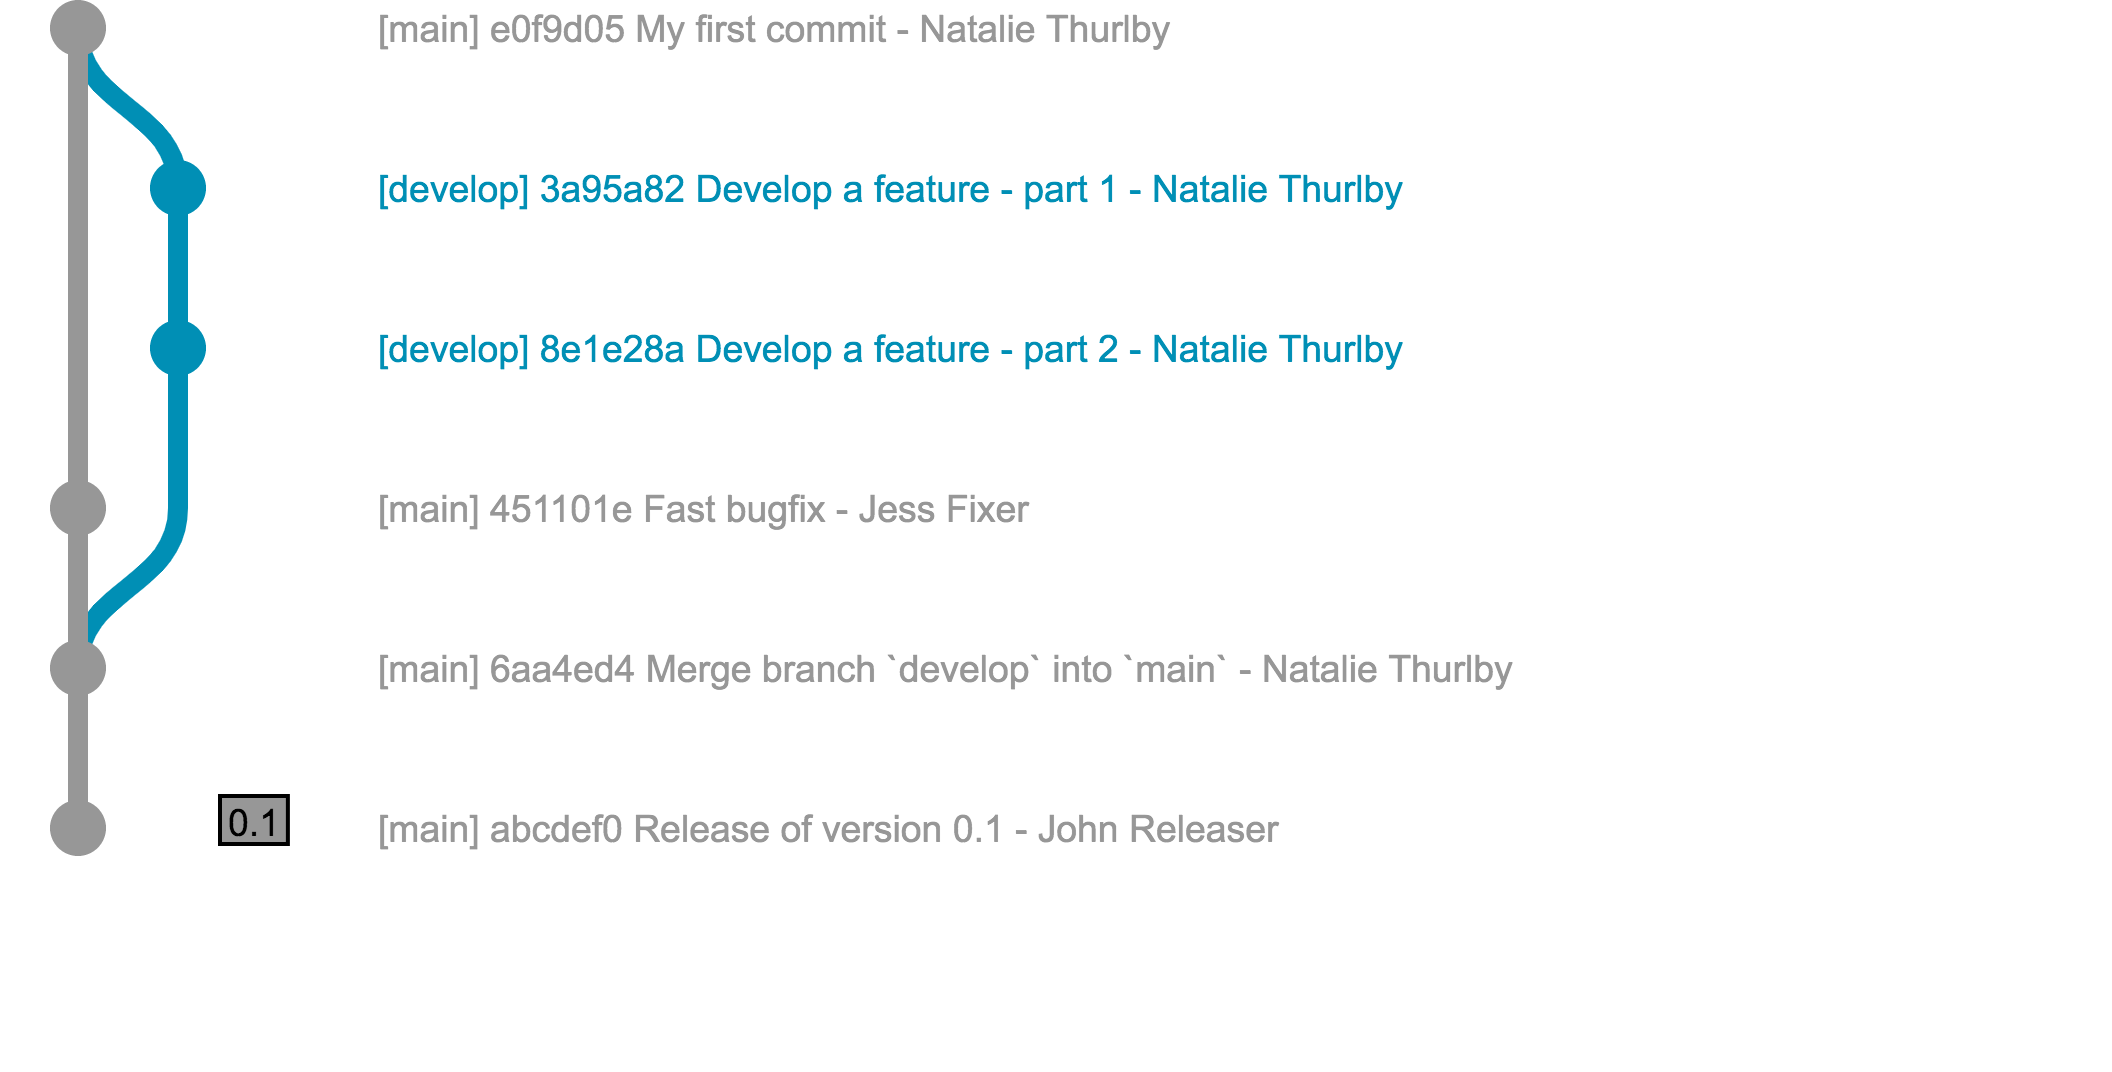 [main] e0f9d05 My first commit - Natalie Thurlby
[develop] 3a95a82 Develop a feature - part 1 - Natalie Thurlby
[develop] 8e1e28a Develop a feature - part 2 - Natalie Thurlby
[main] 451101e Fast bugfix - Jess Fixer
[main] 6aa4ed4 Merge branch `develop` into `main` - Natalie Thurlby
0.1 [main] abcdef0 Release of version 0.1 - John Releaser